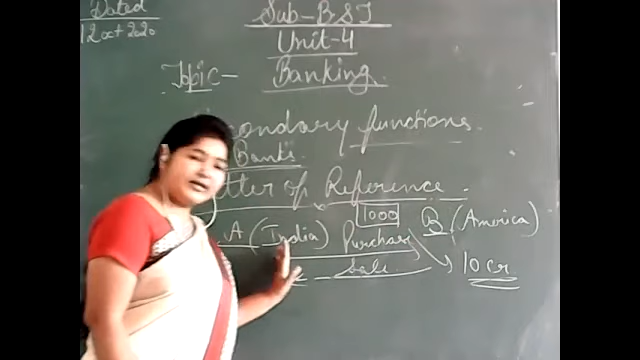 Dated
12 Oct 2020
Sub-BST
Unit-4
Topic- Banking
condary functions.
Banks
tter of Reference
1000
A (India) Purchase B (America)
Sale 10 Cr